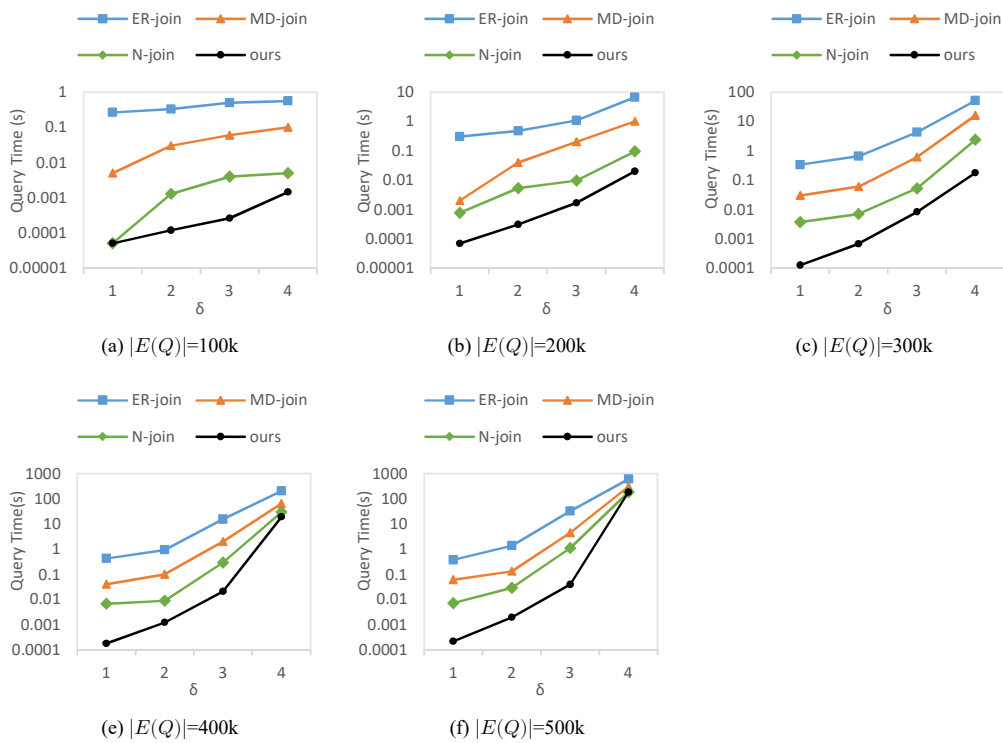 ER-join MD-join
N-join ours
Query Time (s)
1
0.1
0.01
0.001
0.0001
0.00001
1 2 3 4
δ
(a) |E(Q)|=100k
ER-join MD-join
N-join ours
Query Time (s)
10
1
0.1
0.01
0.001
0.0001
0.00001
1 2 3 4
δ
(b) |E(Q)|=200k
ER-join MD-join
N-join ours
Query Time(s)
100
10
1
0.1
0.01
0.001
0.0001
1 2 3 4
δ
(c) |E(Q)|=300k
ER-join MD-join
N-join ours
Query Time(s)
1000
100
10
1
0.1
0.01
0.001
0.0001
1 2 3 4
δ
(e) |E(Q)|=400k
ER-join MD-join
N-join ours
Query Time(s)
1000
100
10
1
0.1
0.01
0.001
0.0001
1 2 3 4
δ
(f) |E(Q)|=500k